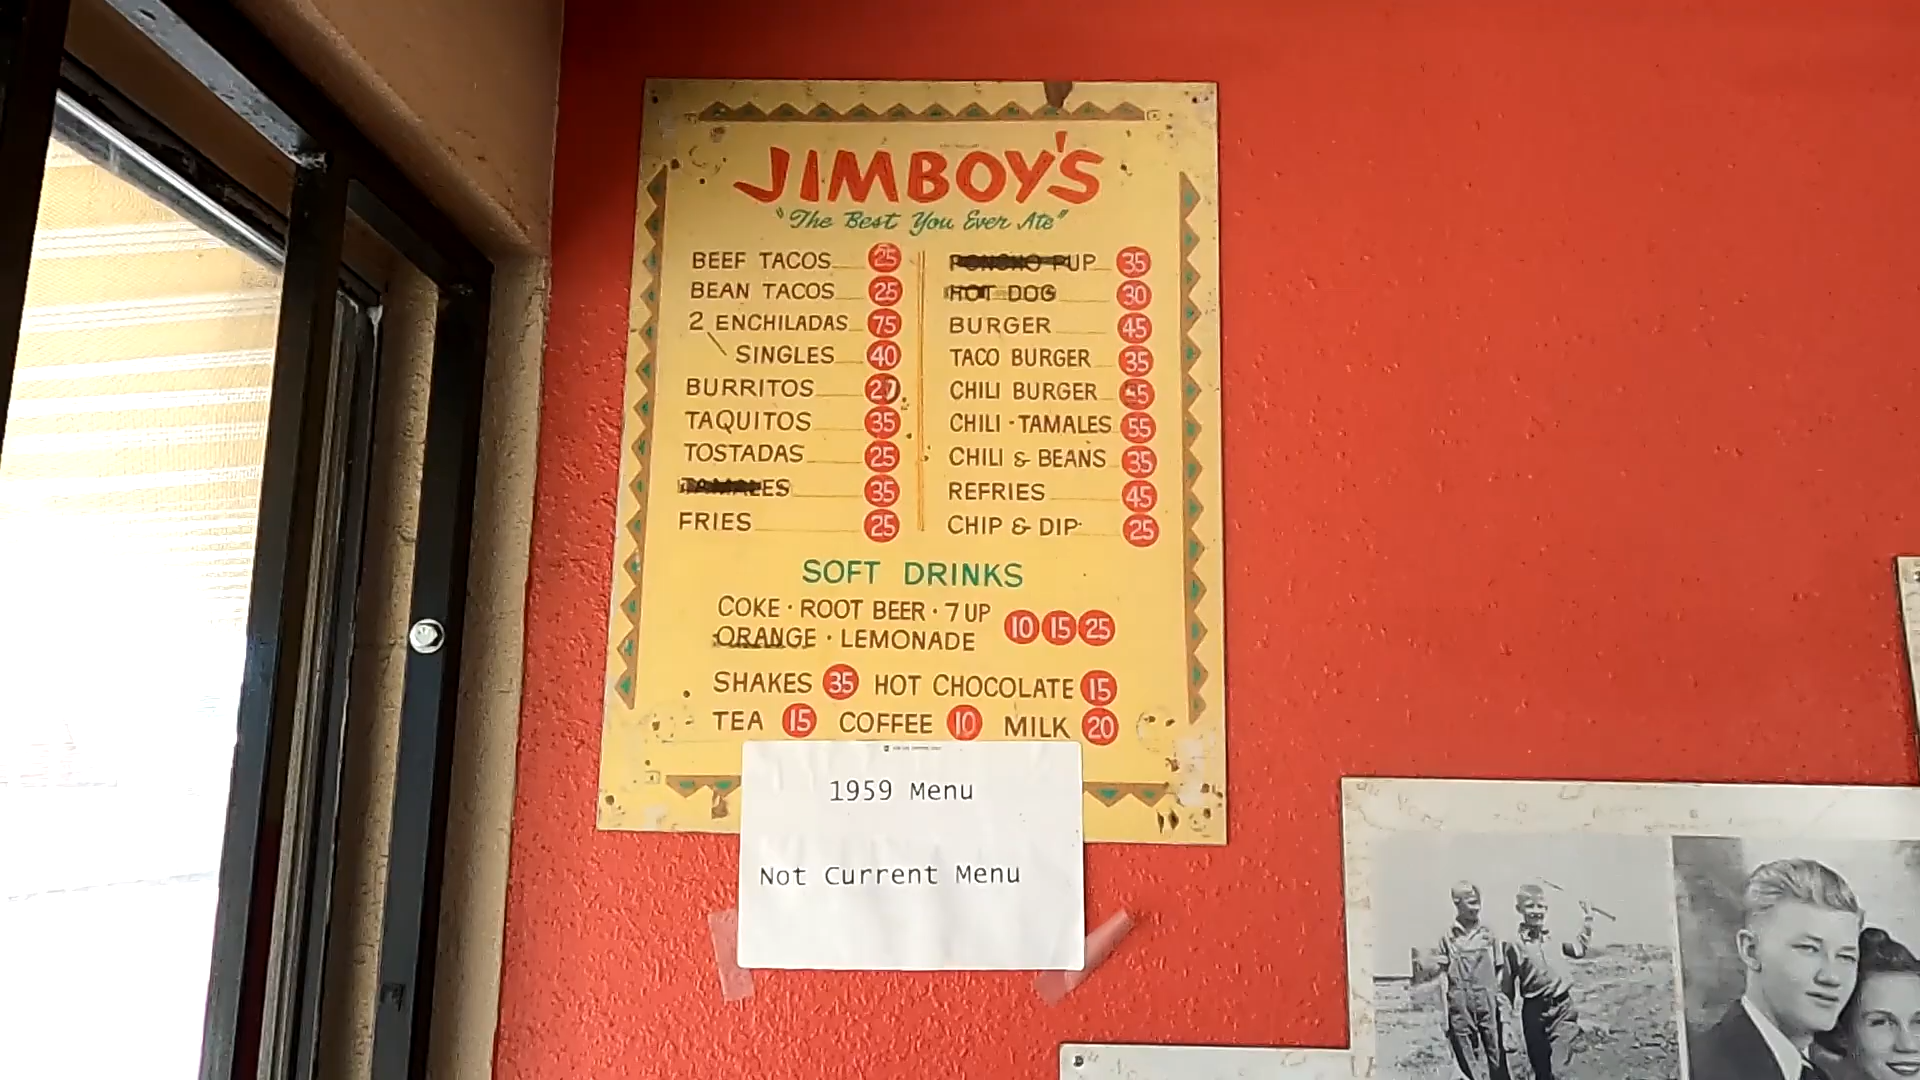 JIMBOY'S
"The Best You Ever Ate"
BEEF TACOS 25
BEAN TACOS 25
2 ENCHILADAS 75
SINGLES 40
BURRITOS
TAQUITOS 35
TOSTADAS 25
TAMALES 35
FRIES 25
PONCHO PUP 35
HOT DOG 30
BURGER 45
TACO BURGER 35
CHILI BURGER 55
CHILI · TAMALES 55
CHILI & BEANS 35
REFRIES 45
CHIP & DIP 25
SOFT DRINKS
COKE · ROOT BEER · 7 UP
ORANGE · LEMONADE 10 15 25
SHAKES 35 HOT CHOCOLATE 15
TEA 15 COFFEE 10 MILK 20
1959 Menu
Not Current Menu